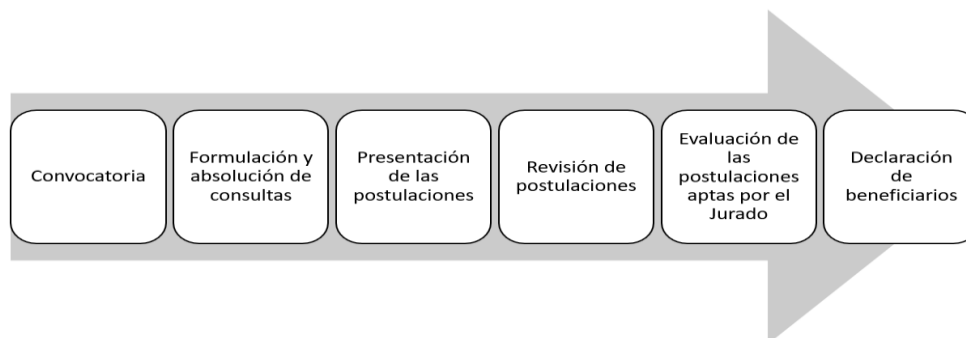 Convocatoria
Formulación y
absolución de
consultas
Presentación
de las
postulaciones
Revisión de
postulaciones
Evaluación de
las
postulaciones
aptas por el
Jurado
Declaración
de
beneficiarios